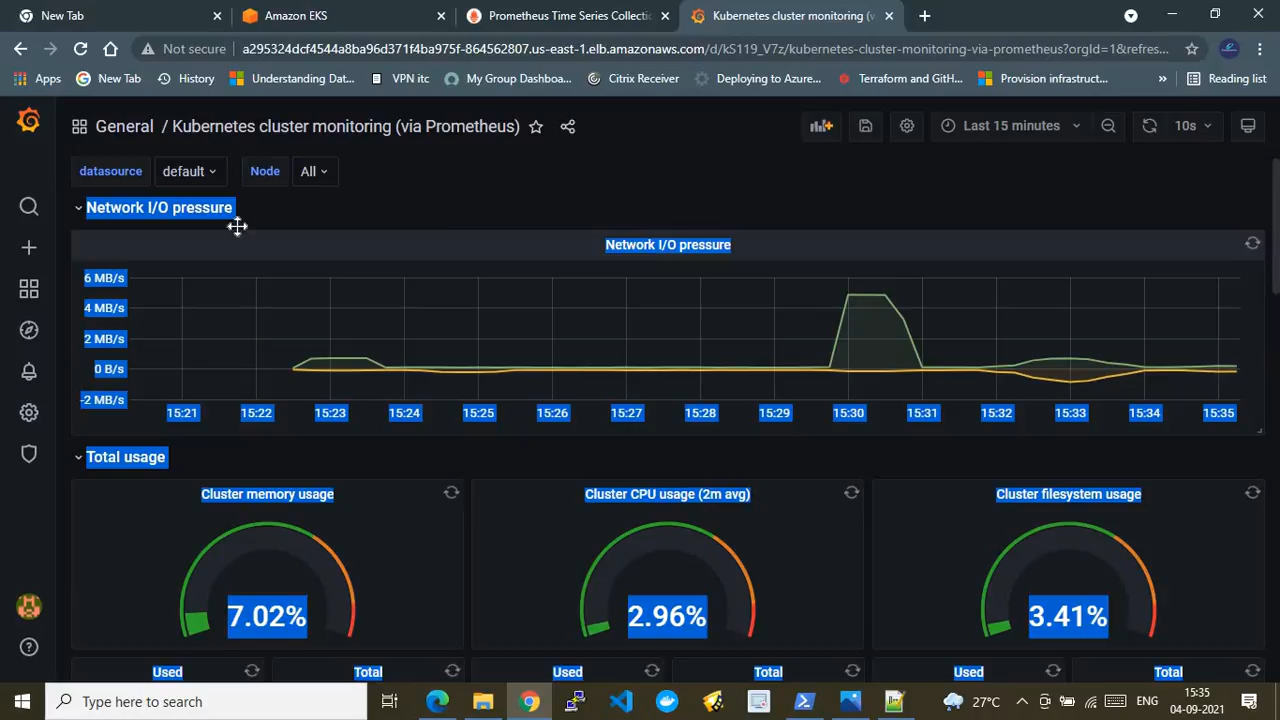 New Tab
Amazon EKS
Prometheus Time Series Collectio
Kubernetes cluster monitoring (v
Not secure
a295324dcf4544a8ba96d371f4ba975f-864562807.us-east-1.elb.amazonaws.com/d/kS119_V7z/kubernetes-cluster-monitoring-via-prometheus?orgId=1&refres...
Apps
New Tab
History
Understanding Dat...
VPN itc
My Group Dashboa...
Citrix Receiver
Deploying to Azure...
Terraform and GitH...
Provision infrastruct...
»
Reading list
General / Kubernetes cluster monitoring (via Prometheus)
Last 15 minutes
10s
datasource
default
Node
All
Network I/O pressure
Network I/O pressure
6 MB/s
4 MB/s
2 MB/s
0 B/s
-2 MB/s
15:21 15:22 15:23 15:24 15:25 15:26 15:27 15:28 15:29 15:30 15:31 15:32 15:33 15:34 15:35
Total usage
Cluster memory usage
7.02%
Cluster CPU usage (2m avg)
2.96%
Cluster filesystem usage
3.41%
Used
Total
Used
Total
Used
Total
Type here to search
27°C
ENG
15:35
04-09-2021